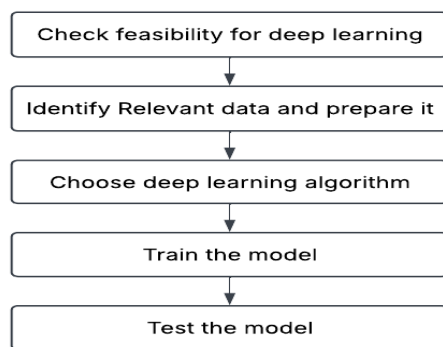 Check feasibility for deep learning
Identify Relevant data and prepare it
Choose deep learning algorithm
Train the model
Test the model